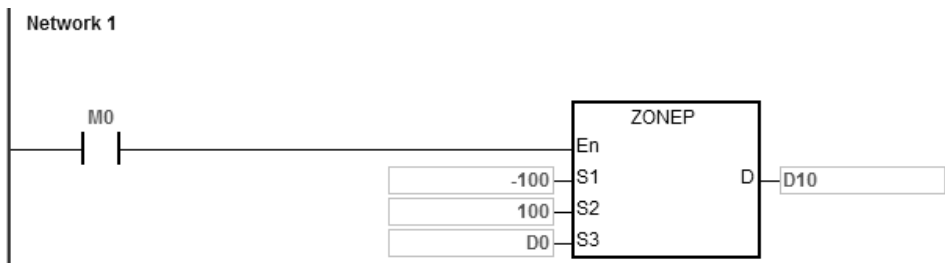 Network 1
M0
ZONEP
En
-100 S1 D D10
100 S2
D0 S3